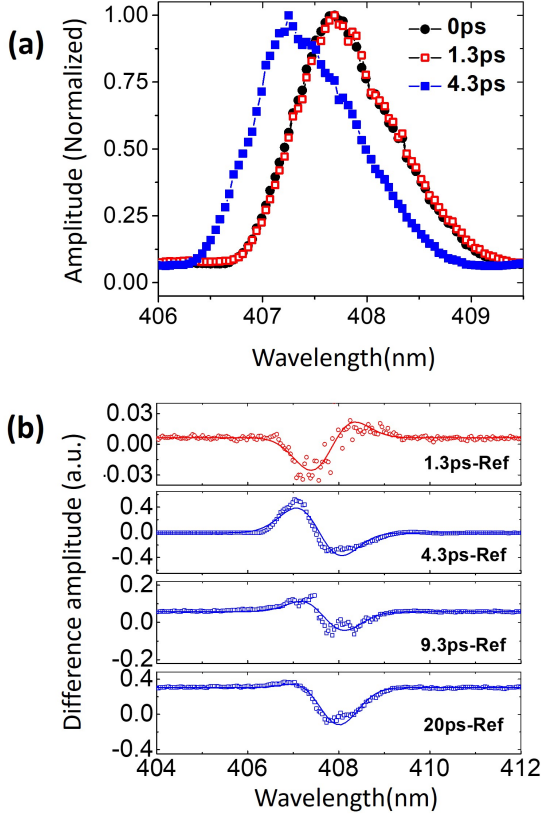 (a)
Amplitude (Normalized)
1.00
0.75
0.50
0.25
0.00
0ps
1.3ps
4.3ps
406 407 408 409
Wavelength(nm)
(b)
Difference amplitude (a.u.)
0.03
0.00
-0.03
1.3ps-Ref
0.4
0.0
-0.4
4.3ps-Ref
0.2
0.0
-0.2
9.3ps-Ref
0.4
0.0
-0.4
20ps-Ref
404 406 408 410 412
Wavelength(nm)